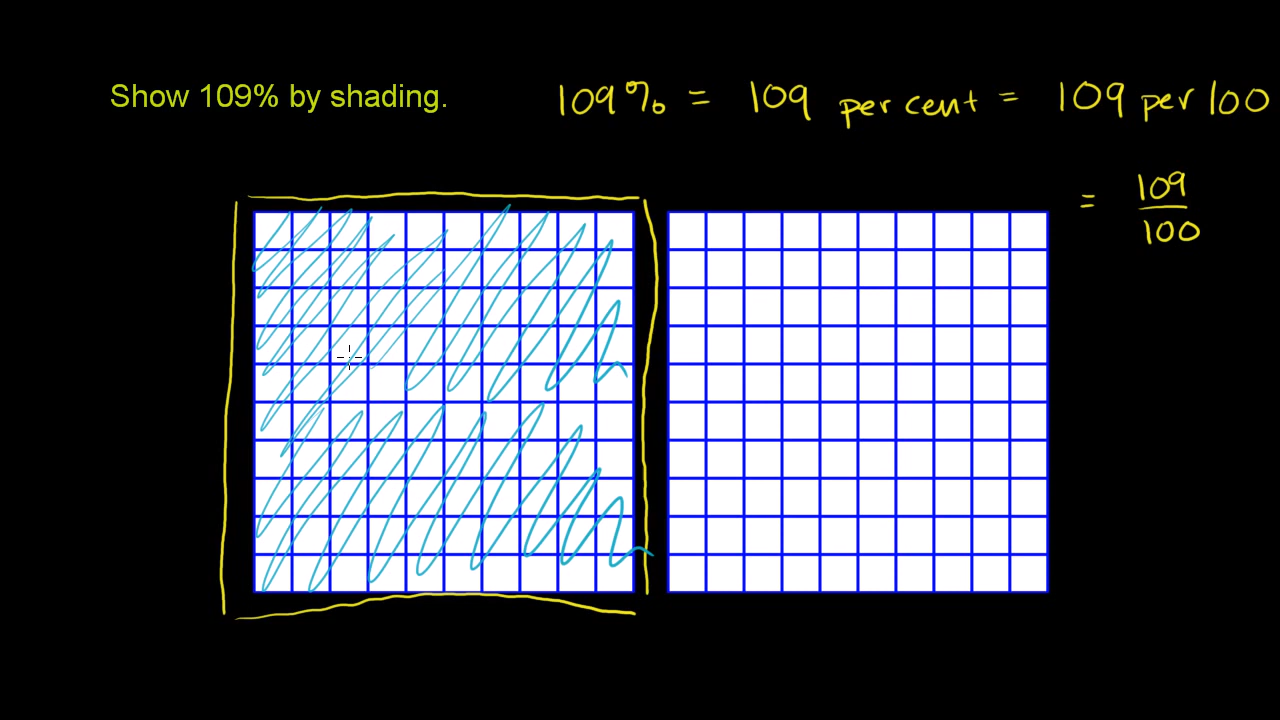 Show 109% by shading.
109% = 109 per cent = 109 per 100
= 109/100